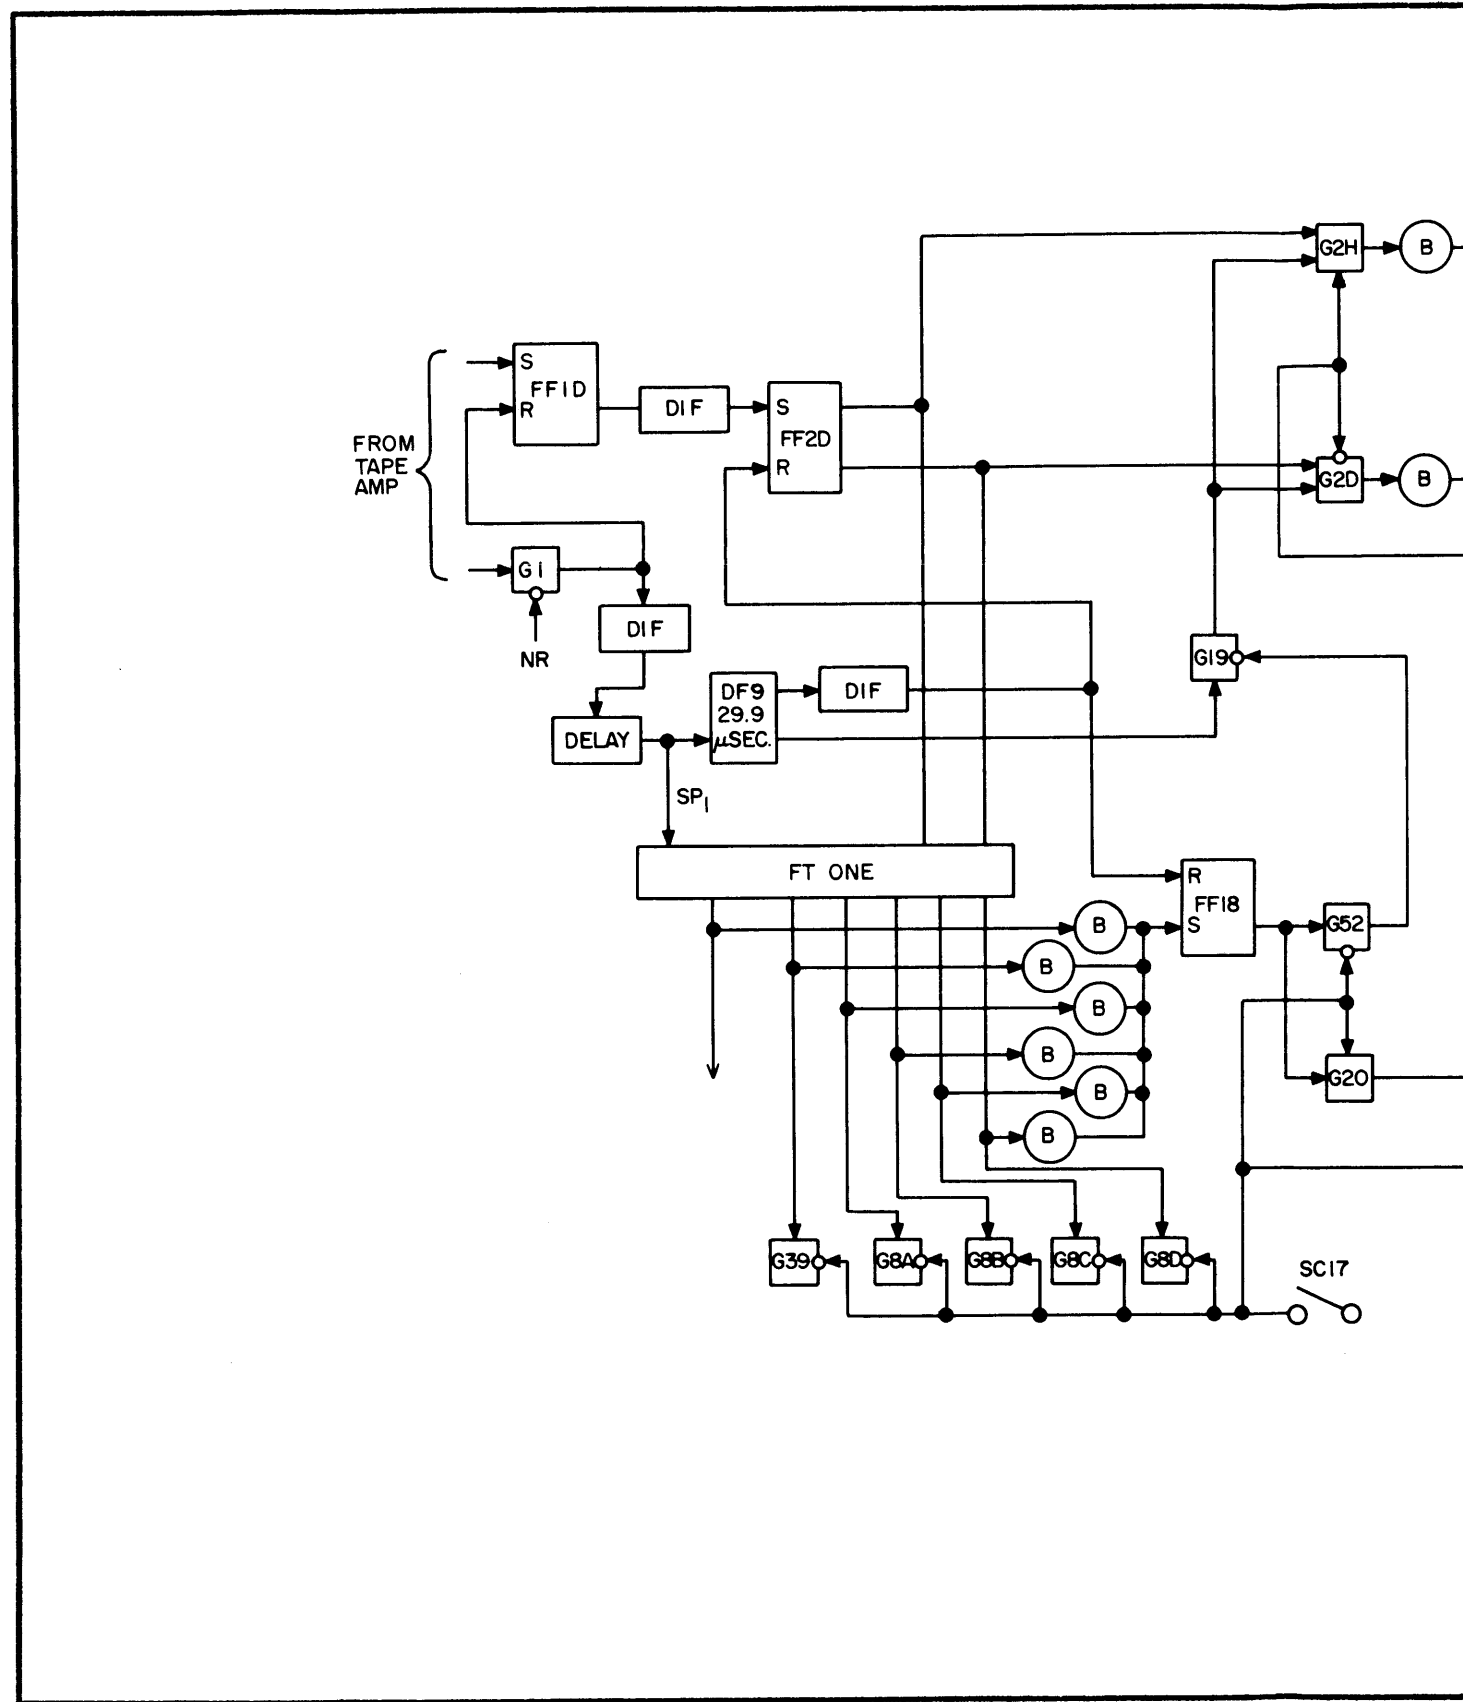 G2H
B
S
FF1D
R
DIF
S
FF2D
R
FROM
TAPE
AMP
G2D
B
G1
NR
DIF
G19
DF9
29.9
μSEC.
DIF
DELAY
SP1
FT ONE
R
FF18
S
B
G52
B
B
B
B
G20
B
G39
G8A
G8B
G8C
G8D
SC17